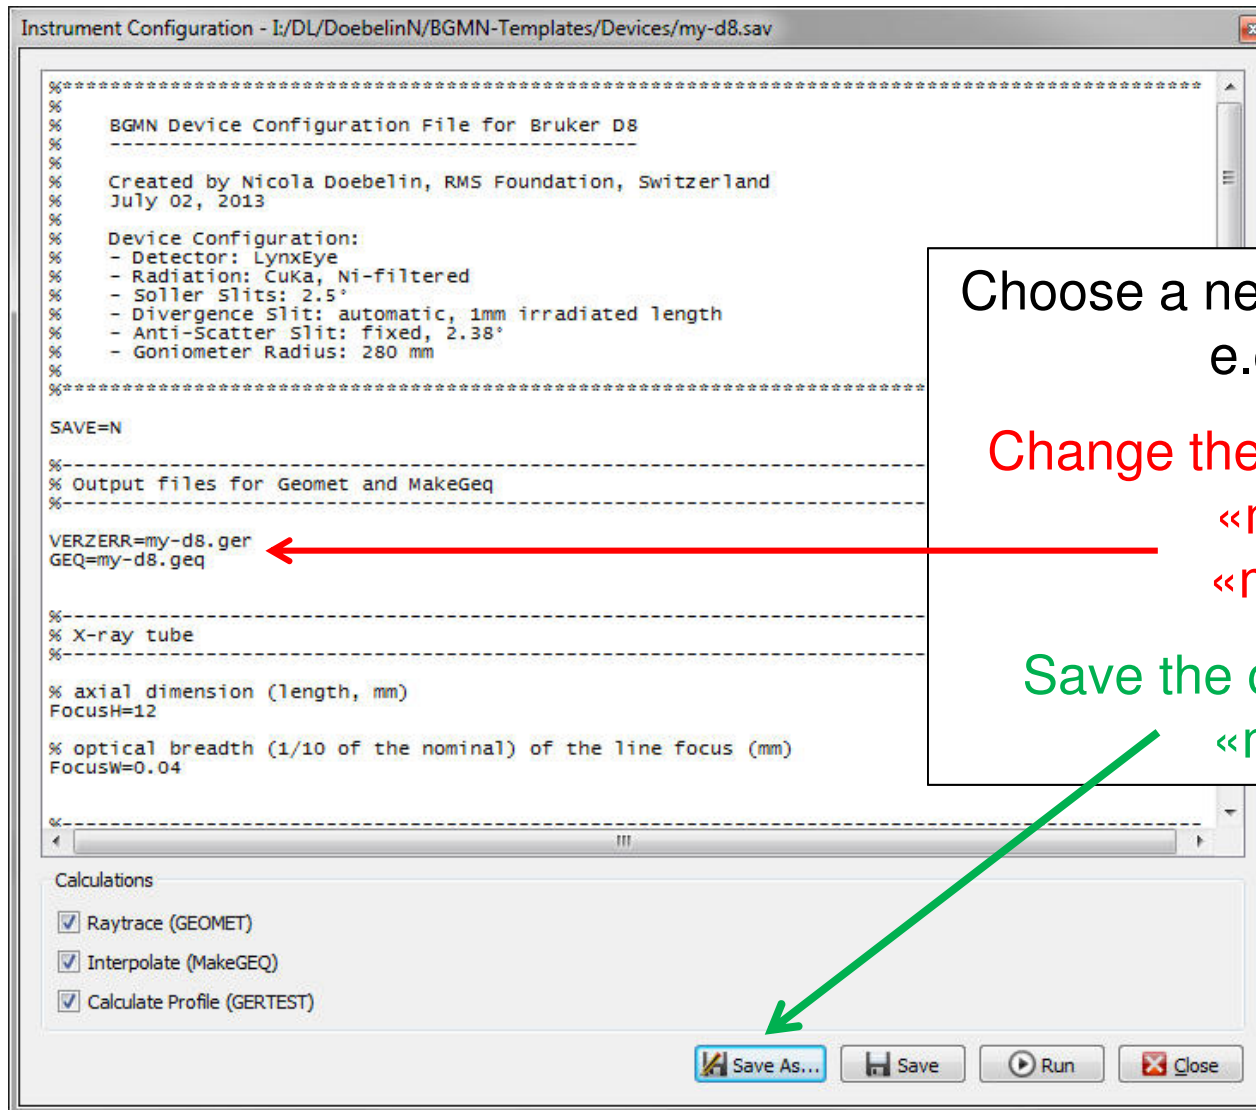 Instrument Configuration - I:/DL/DoebelinN/BGMN-Templates/Devices/my-d8.sav
%*******************************************************************************************
%
% BGMN Device Configuration File for Bruker D8
% --------------------------------------------
%
% Created by Nicola Doebelin, RMS Foundation, Switzerland
% July 02, 2013
%
% Device Configuration:
% - Detector: LynxEye
% - Radiation: CuKa, Ni-filtered
% - Soller Slits: 2.5°
% - Divergence Slit: automatic, 1mm irradiated length
% - Anti-Scatter Slit: fixed, 2.38°
% - Goniometer Radius: 280 mm
%
%************************************************************************
SAVE=N
%------------------------------------------------------------------------
% Output files for Geomet and MakeGeq
%------------------------------------------------------------------------
VERZERR=my-d8.ger
GEQ=my-d8.geq
%------------------------------------------------------------------------
% X-ray tube
%------------------------------------------------------------------------
% axial dimension (length, mm)
FocusH=12
% optical breadth (1/10 of the nominal) of the line focus (mm)
FocusW=0.04
%-----------------------------------------------------------------------------------------------
Choose a ne
e.
Change the
«
«
Save the
«
Calculations
Raytrace (GEOMET)
Interpolate (MakeGEQ)
Calculate Profile (GERTEST)
Save As...
Save
Run
Close